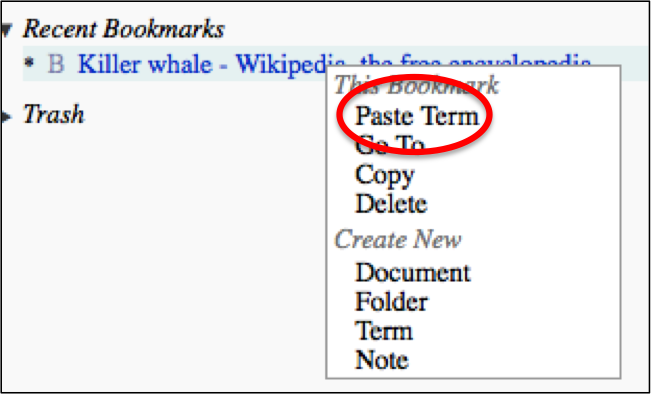 Recent Bookmarks
* B Killer whale - Wikipedia, the free encyclopedia
This Bookmark
Paste Term
Go To
Copy
Delete
Create New
Document
Folder
Term
Note
Trash